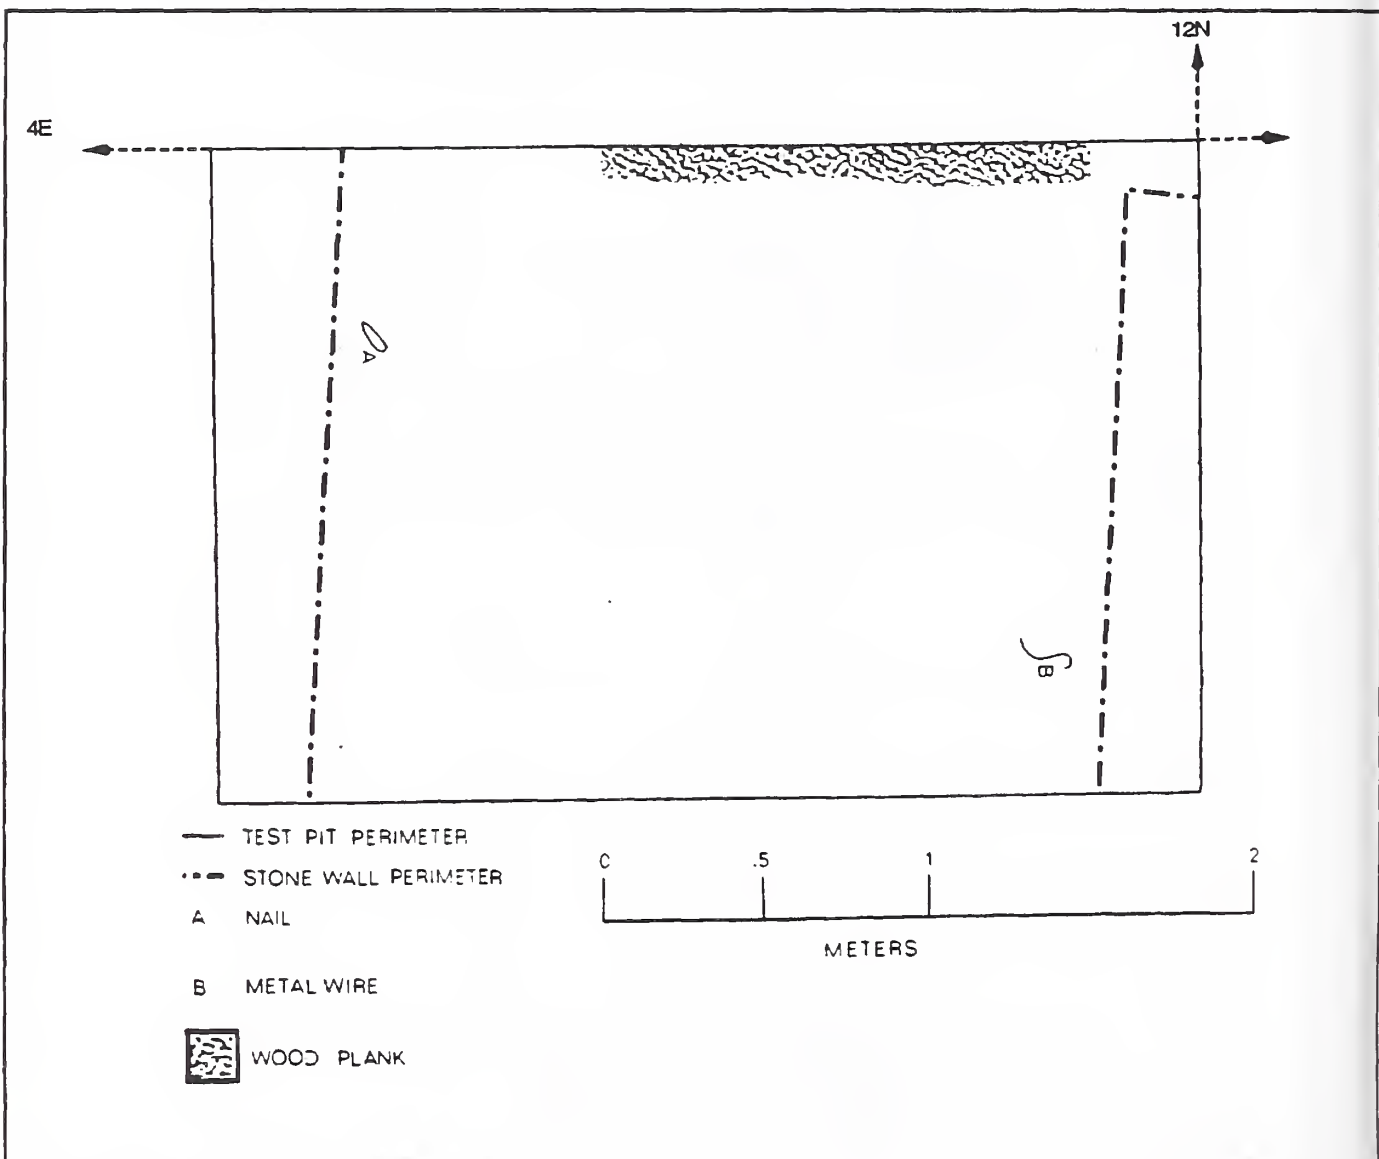 12N
4E
A
B
TEST PIT PERIMETER
STONE WALL PERIMETER
A NAIL
B METAL WIRE
WOOD PLANK
0 .5 1 2
METERS